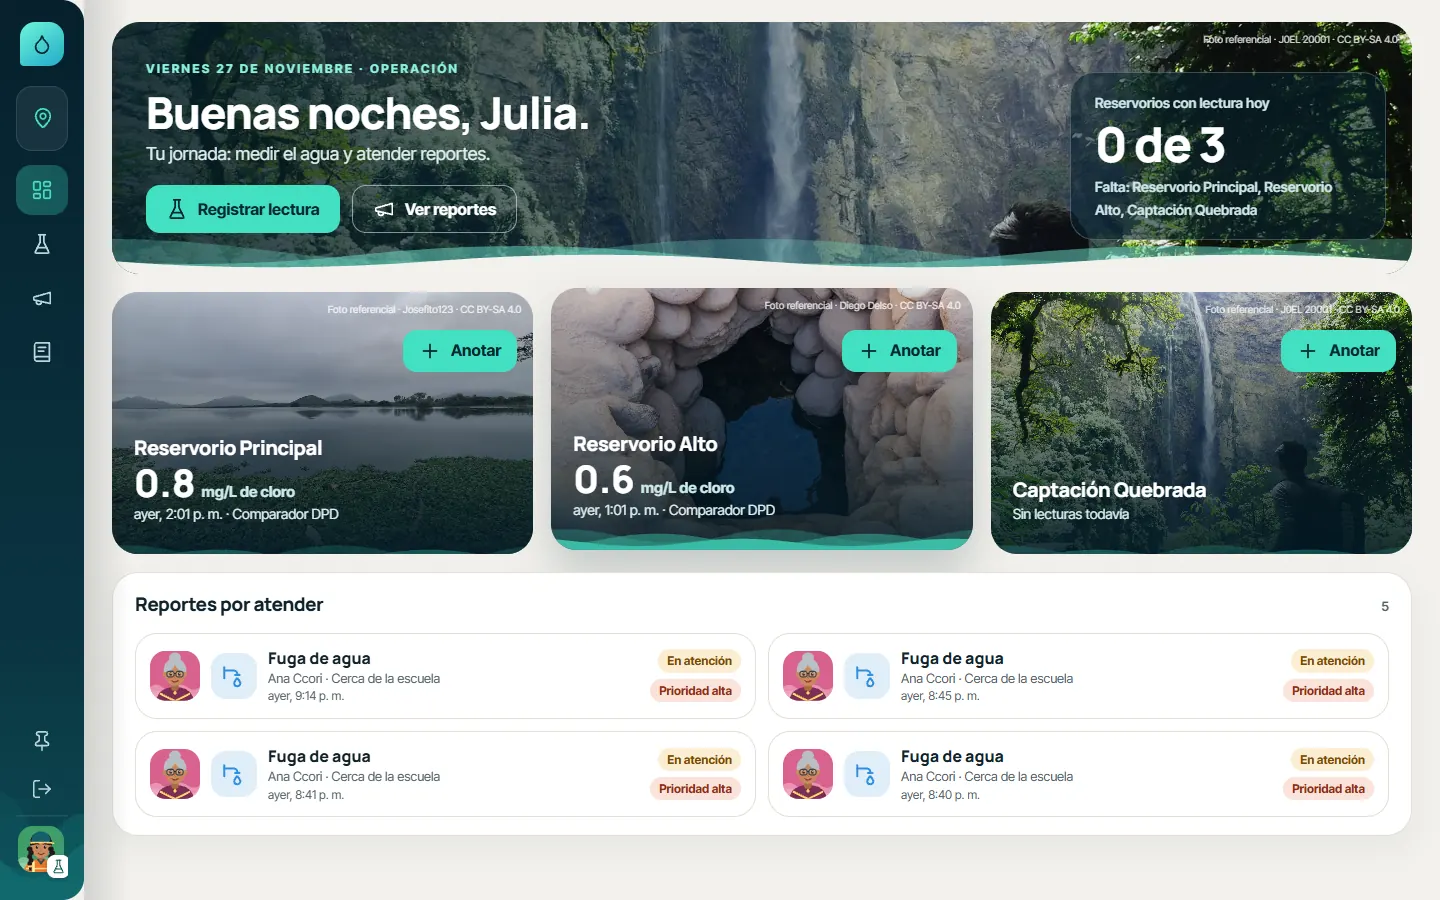 VIERNES 27 DE NOVIEMBRE · OPERACIÓN
Buenas noches, Julia.
Tu jornada: medir el agua y atender reportes.
Registrar lectura
Ver reportes
Foto referencial · J0EL 20001 · CC BY-SA 4.0
Reservorios con lectura hoy
0 de 3
Falta: Reservorio Principal, Reservorio
Alto, Captación Quebrada
Foto referencial · Josefito123 · CC BY-SA 4.0
Anotar
Reservorio Principal
0.8 mg/L de cloro
ayer, 2:01 p. m. · Comparador DPD
Foto referencial · Diego Delso · CC BY-SA 4.0
Anotar
Reservorio Alto
0.6 mg/L de cloro
ayer, 1:01 p. m. · Comparador DPD
Foto referencial · J0EL 20001 · CC BY-SA 4.0
Anotar
Captación Quebrada
Sin lecturas todavía
Reportes por atender
5
Fuga de agua
Ana Ccori · Cerca de la escuela
ayer, 9:14 p. m.
En atención
Prioridad alta
Fuga de agua
Ana Ccori · Cerca de la escuela
ayer, 8:45 p. m.
En atención
Prioridad alta
Fuga de agua
Ana Ccori · Cerca de la escuela
ayer, 8:41 p. m.
En atención
Prioridad alta
Fuga de agua
Ana Ccori · Cerca de la escuela
ayer, 8:40 p. m.
En atención
Prioridad alta